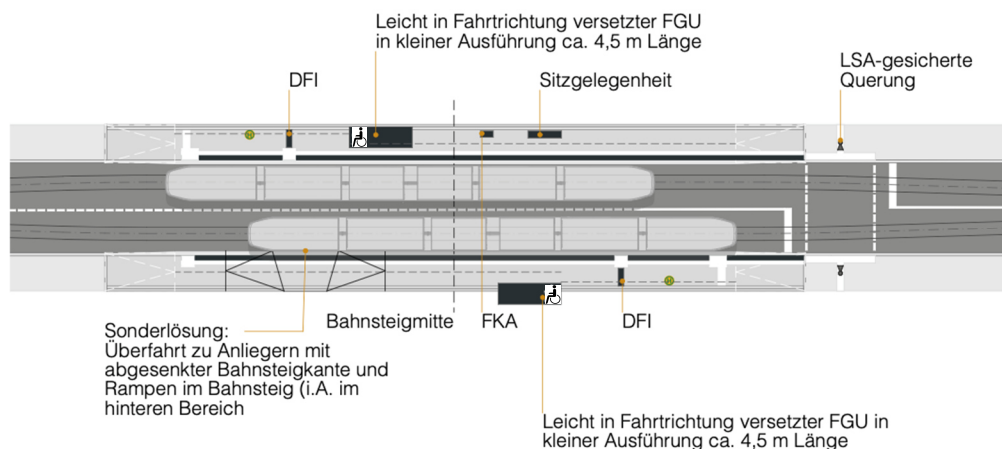 Leicht in Fahrtrichtung versetzter FGU
in kleiner Ausführung ca. 4,5 m Länge
DFI
Sitzgelegenheit
LSA-gesicherte
Querung
H
H
Bahnsteigmitte
FKA
DFI
Sonderlösung:
Überfahrt zu Anliegern mit
abgesenkter Bahnsteigkante und
Rampen im Bahnsteig (i.A. im
hinteren Bereich
Leicht in Fahrtrichtung versetzter FGU in
kleiner Ausführung ca. 4,5 m Länge